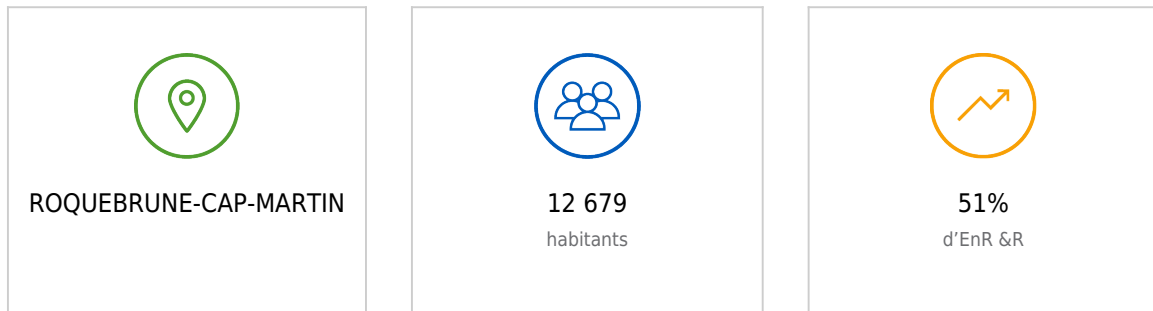 ROQUEBRUNE-CAP-MARTIN
12 679
habitants
51%
d’EnR &R